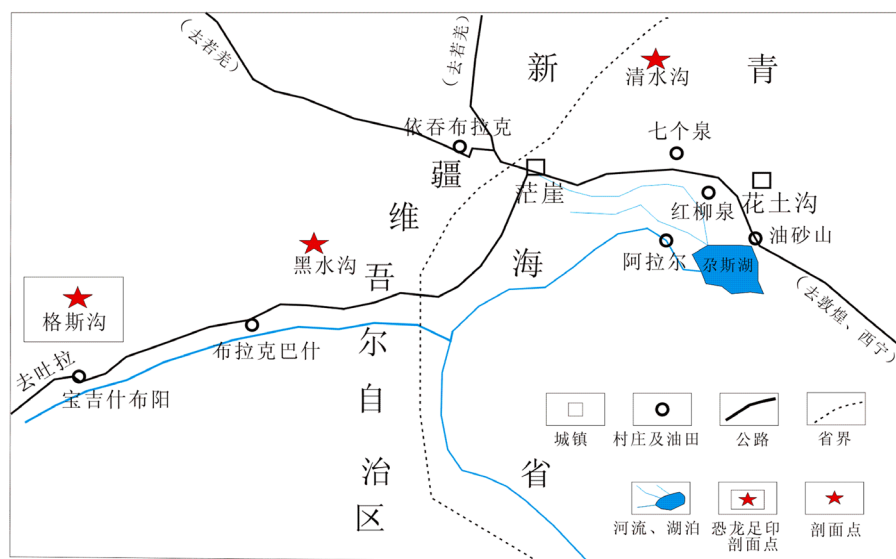 (去若羌)
(去若羌)
新
青
清水沟
依吞布拉克
七个泉
疆
茫崖
红柳泉
花土沟
维
油砂山
黑水沟
吾
海
阿拉尔
尕斯湖
格斯沟
(去敦煌、西宁)
布拉克巴什
尔
去吐拉
宝吉什布阳
自
治
省
区
城镇
村庄及油田
公路
省界
河流、湖泊
恐龙足印
剖面点
剖面点